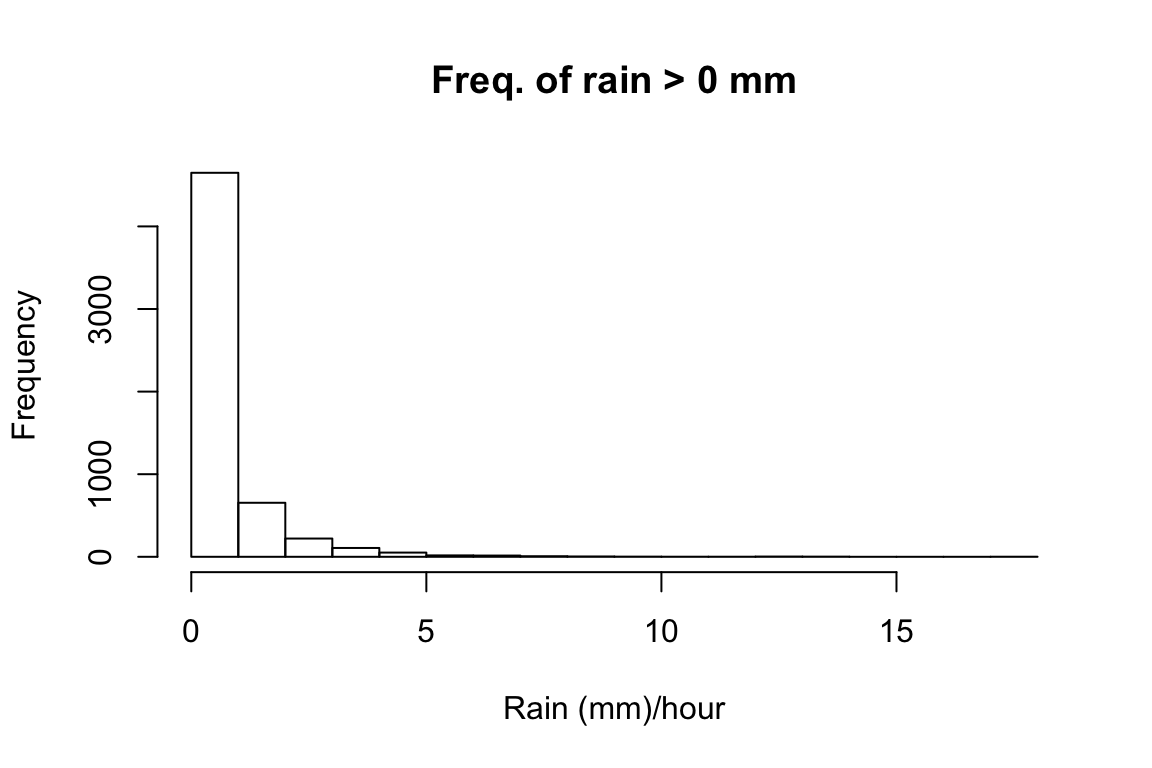 Freq. of rain > 0 mm
Frequency
3000
1000
0
0 5 10 15
Rain (mm)/hour